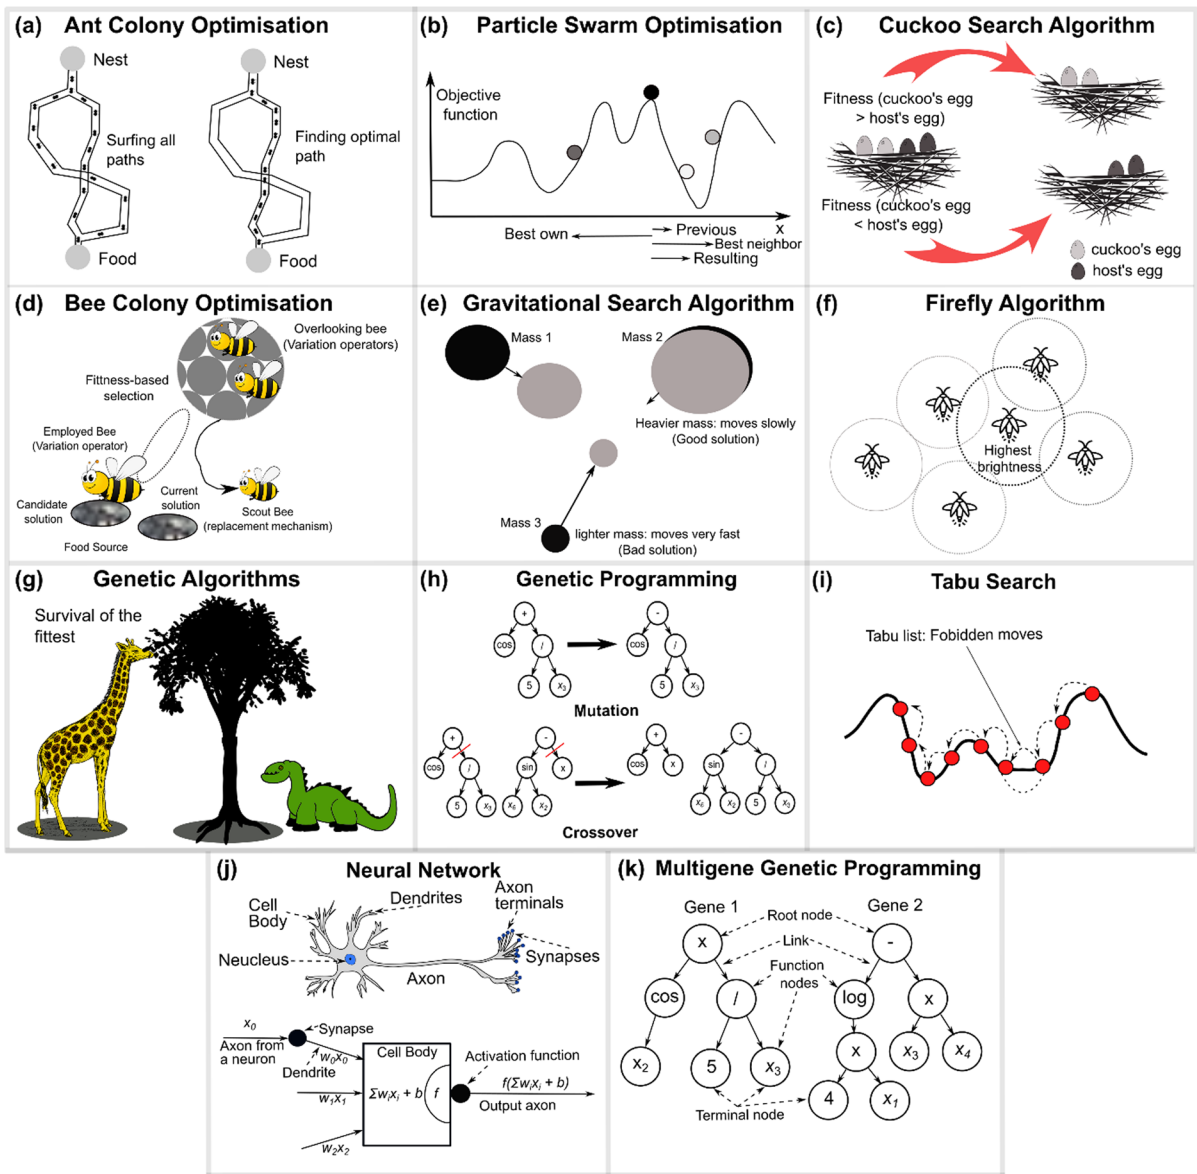 (a) Ant Colony Optimisation
Nest
Surfing all
paths
Food
Nest
Finding optimal
path
Food
(b) Particle Swarm Optimisation
Objective
function
x
Previous
Best own
Best neighbor
Resulting
(c) Cuckoo Search Algorithm
Fitness (cuckoo's egg
> host's egg)
Fitness (cuckoo's egg
< host's egg)
cuckoo's egg
host's egg
(d) Bee Colony Optimisation
Overlooking bee
(Variation operators)
Fittness-based
selection
Employed Bee
(Variation operator)
Candidate
solution
Current
solution
Scout Bee
(replacement mechanism)
Food Source
(e) Gravitational Search Algorithm
Mass 1
Mass 2
Heavier mass: moves slowly
(Good solution)
Mass 3
lighter mass: moves very fast
(Bad solution)
(f) Firefly Algorithm
Highest
brightness
(g) Genetic Algorithms
Survival of the
fittest
(h) Genetic Programming
+
cos /
5 x3
-
cos /
5 x3
Mutation
+
cos /
5 x3
-
sin x
x6 x2
+
cos x
-
sin /
x6 x2 5 x3
Crossover
(i) Tabu Search
Tabu list: Fobidden moves
(j) Neural Network
Cell
Body
Dendrites
Axon
terminals
Neucleus
Axon
Synapses
x0
Axon from
a neuron
Synapse
Dendrite
w0x0
w1x1
w2x2
Cell Body
Σwixi + b
f
Activation function
f(Σwixi + b)
Output axon
(k) Multigene Genetic Programming
Gene 1
Root node
Gene 2
x
Link
-
cos
/
Function
nodes
log
x
x2
5
x3
x
x3
x4
Terminal node
4
x1